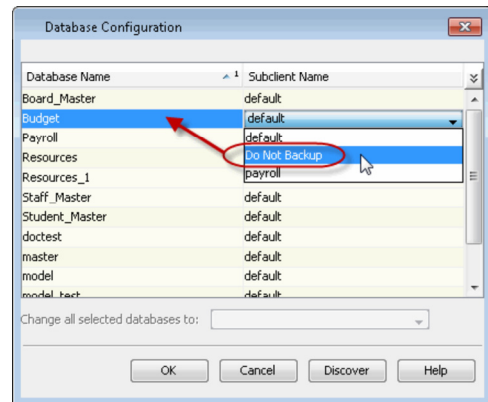 Database Configuration
Database Name 1 Subclient Name
Board_Master default
Budget default
Payroll default
Resources Do Not Backup
Resources_1 payroll
Staff_Master default
Student_Master default
doctest default
master default
model default
model_test default
Change all selected databases to:
OK Cancel Discover Help